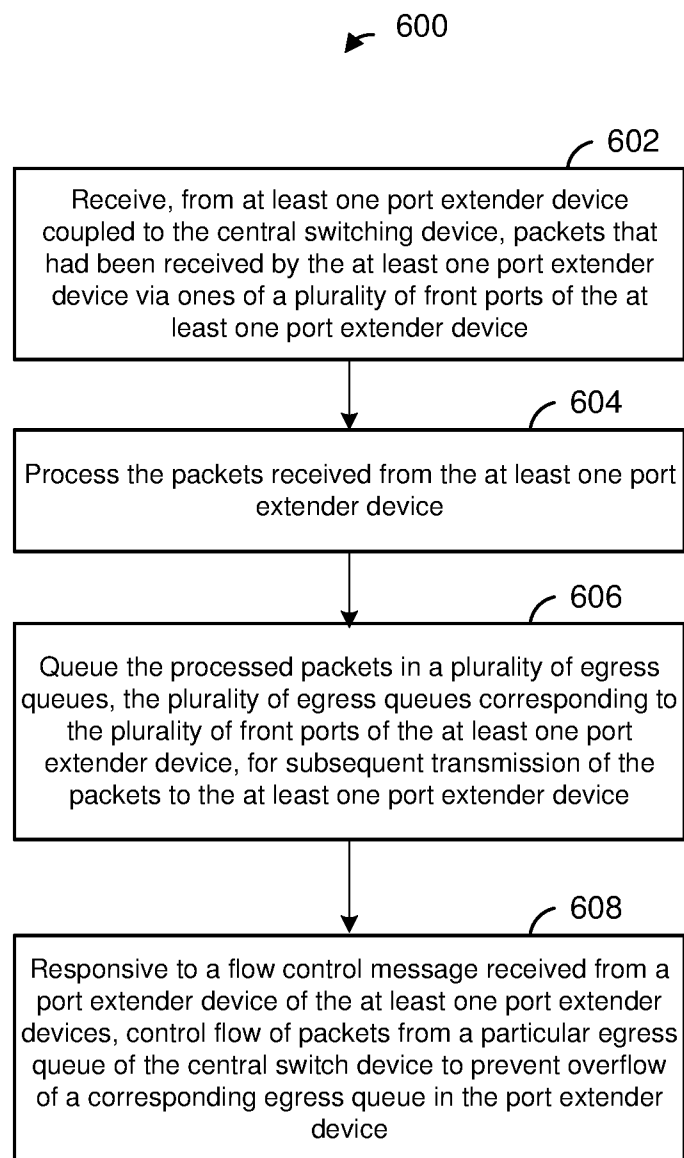 600
602
Receive, from at least one port extender device
coupled to the central switching device, packets that
had been received by the at least one port extender
device via ones of a plurality of front ports of the at
least one port extender device
604
Process the packets received from the at least one port
extender device
606
Queue the processed packets in a plurality of egress
queues, the plurality of egress queues corresponding to
the plurality of front ports of the at least one port
extender device, for subsequent transmission of the
packets to the at least one port extender device
608
Responsive to a flow control message received from a
port extender device of the at least one port extender
devices, control flow of packets from a particular egress
queue of the central switch device to prevent overflow
of a corresponding egress queue in the port extender
device